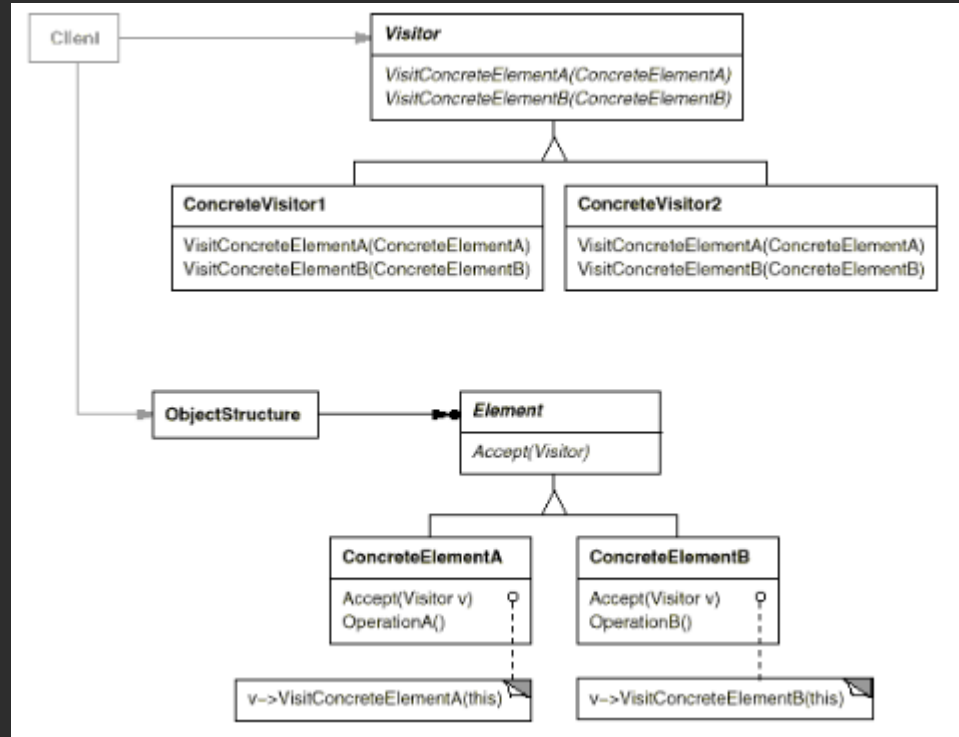 Client
Visitor
VisitConcreteElementA(ConcreteElementA)
VisitConcreteElementB(ConcreteElementB)
ConcreteVisitor1
VisitConcreteElementA(ConcreteElementA)
VisitConcreteElementB(ConcreteElementB)
ConcreteVisitor2
VisitConcreteElementA(ConcreteElementA)
VisitConcreteElementB(ConcreteElementB)
ObjectStructure
Element
Accept(Visitor)
ConcreteElementA
Accept(Visitor v)
OperationA()
ConcreteElementB
Accept(Visitor v)
OperationB()
v->VisitConcreteElementA(this)
v->VisitConcreteElementB(this)